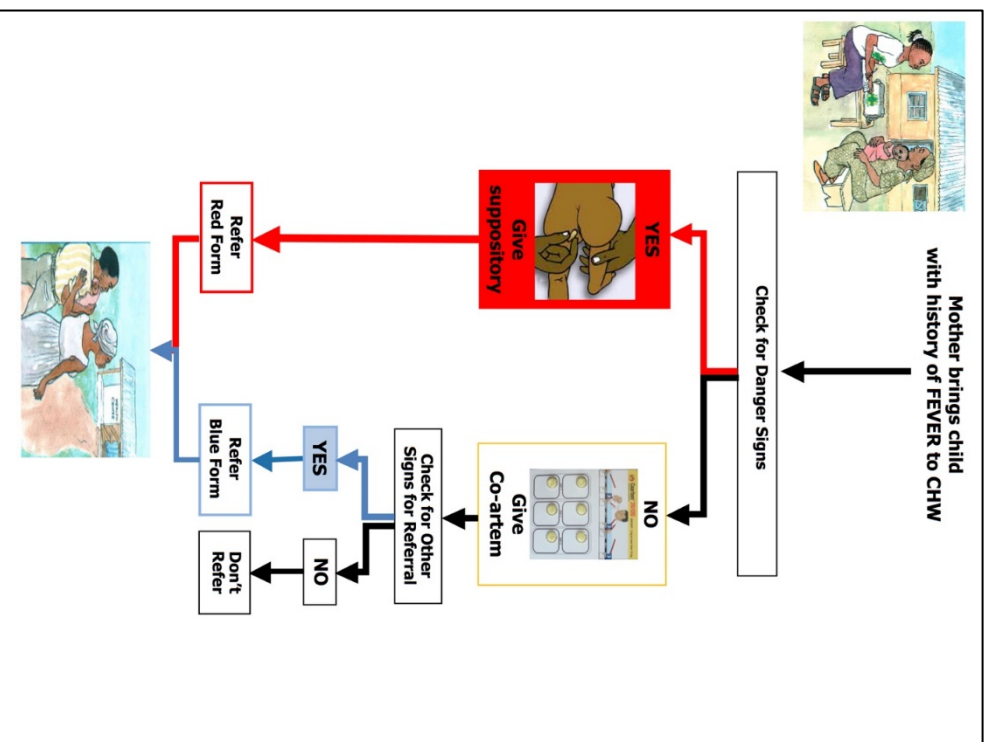 Mother brings child
with history of FEVER to CHW
Check for Danger Signs
YES
Give
suppository
NO
Give
Co-artem
Check for Other
Signs for Referral
YES
NO
Refer
Red Form
Refer
Blue Form
Don't
Refer